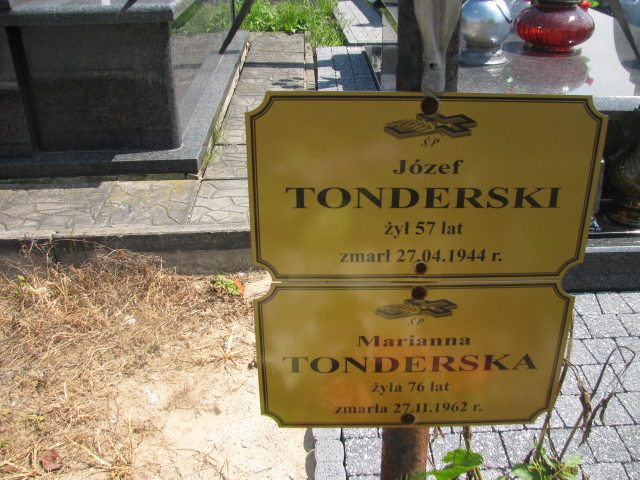 ŚP
Józef
TONDERSKI
żył 57 lat
zmarł 27.04.1944 r.
ŚP
Marianna
TONDERSKA
żyła 76 lat
zmarła 27.11.1962 r.